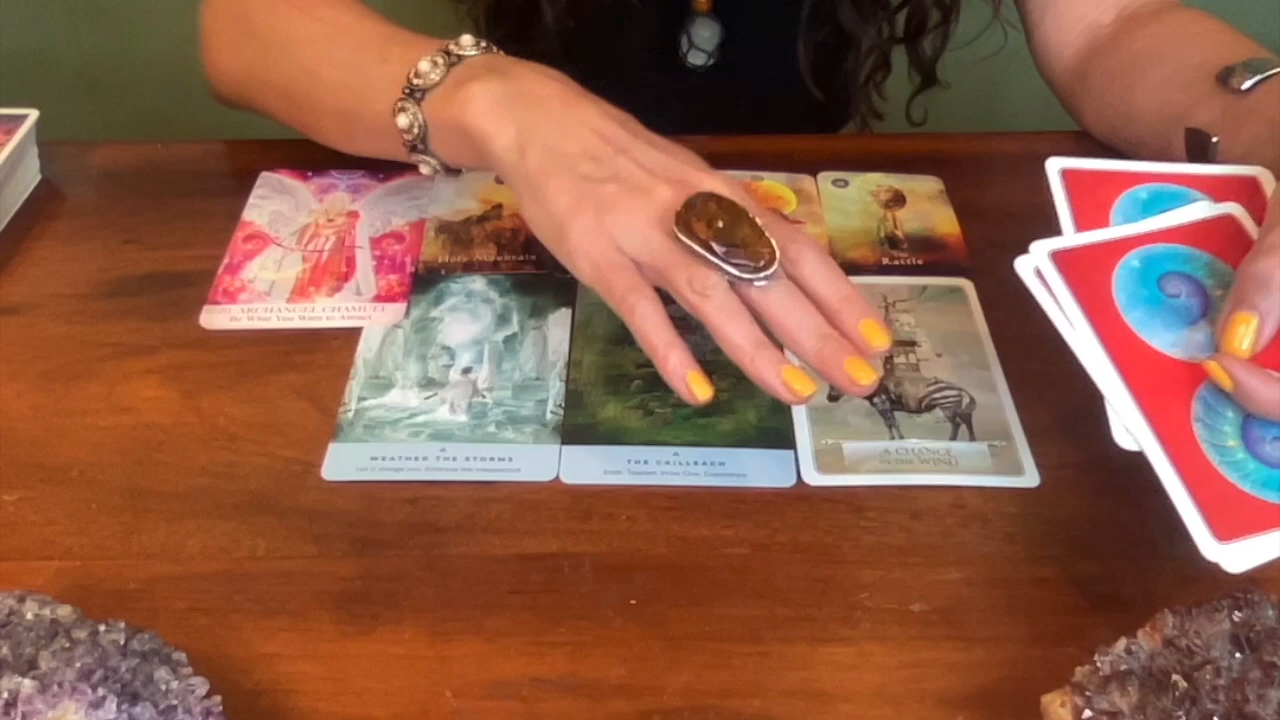 ARCHANGEL CHAMUEL
Be What You Want to Attract
Holy Mountain
Rattle
WEATHER THE STORMS
THE CAILLEACH
A CHANGE
IN THE WIND